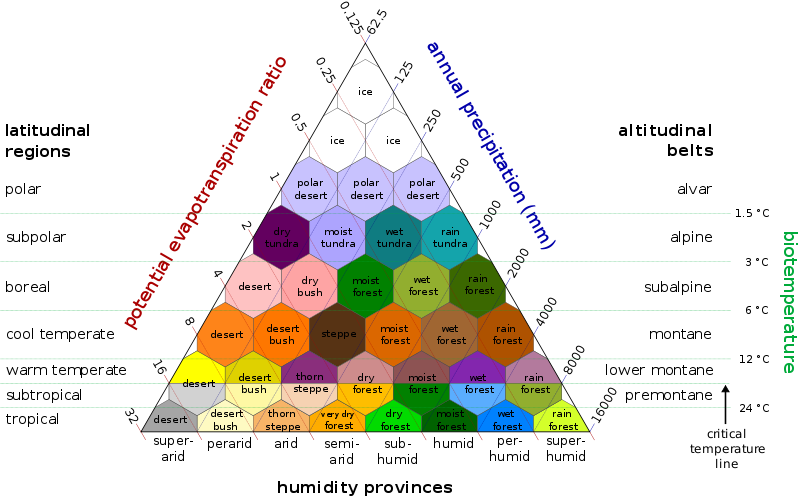 0.125
62.5
0.25
125
0.5
250
1
500
2
1000
4
2000
8
4000
16
8000
32
16000
potential evapotranspiration ratio
annual precipitation (mm)
latitudinal
regions
altitudinal
belts
biotemperature
ice
ice
ice
polar
polar
desert
polar
desert
polar
desert
alvar
1.5 °C
subpolar
dry
tundra
moist
tundra
wet
tundra
rain
tundra
alpine
3 °C
boreal
desert
dry
bush
moist
forest
wet
forest
rain
forest
subalpine
6 °C
cool temperate
desert
desert
bush
steppe
moist
forest
wet
forest
rain
forest
montane
12 °C
warm temperate
lower montane
subtropical
premontane
desert
desert
bush
thorn
steppe
dry
forest
moist
forest
wet
forest
rain
forest
24 °C
tropical
desert
desert
bush
thorn
steppe
very dry
forest
dry
forest
moist
forest
wet
forest
rain
forest
critical
temperature
line
super-
arid
perarid
arid
semi-
arid
sub-
humid
humid
per-
humid
super-
humid
humidity provinces